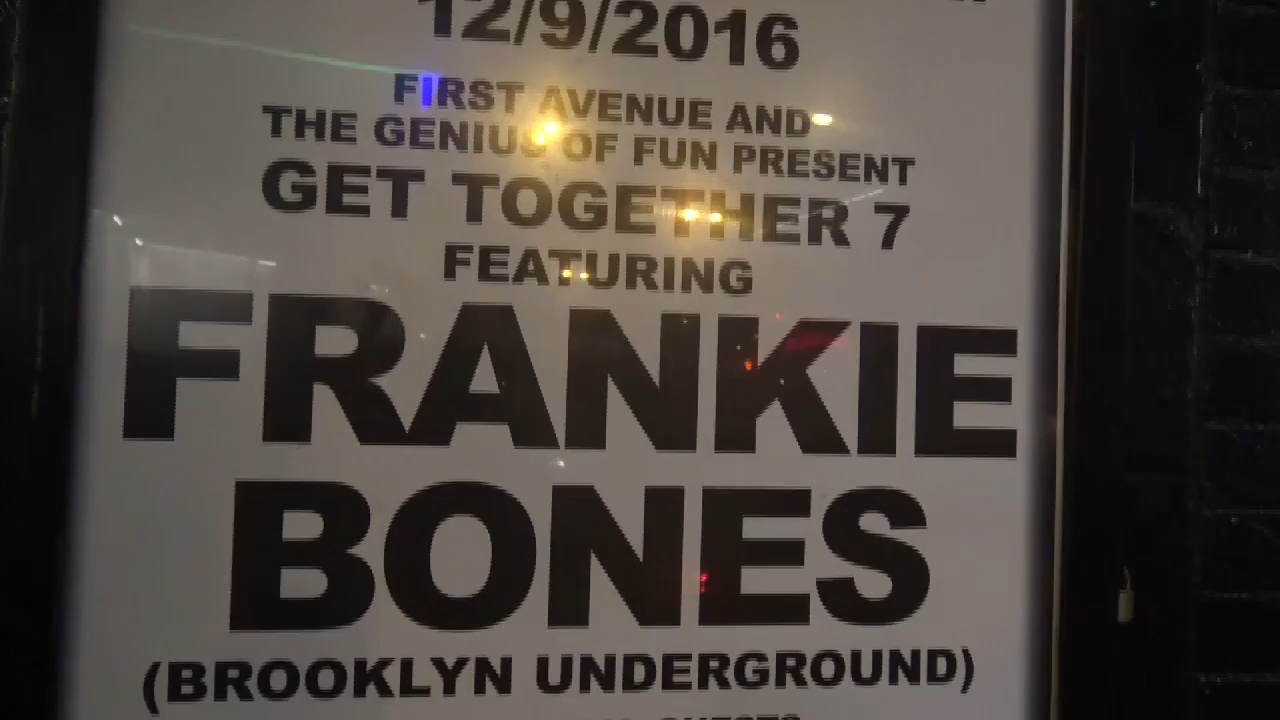 12/9/2016
FIRST AVENUE AND
THE GENIUS OF FUN PRESENT
GET TOGETHER 7
FEATURING
FRANKIE
BONES
(BROOKLYN UNDERGROUND)